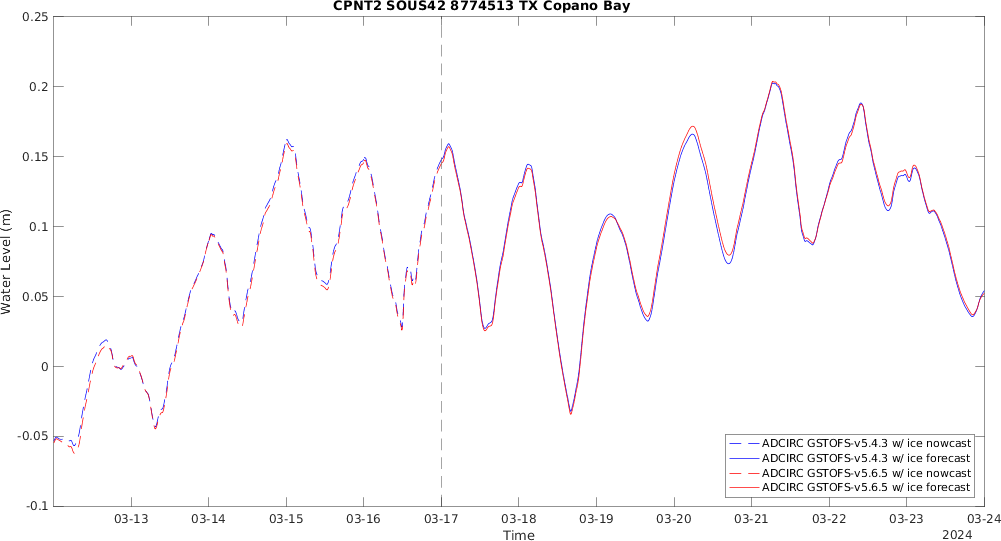 CPNT2 SOUS42 8774513 TX Copano Bay
0.25
0.2
0.15
0.1
0.05
0
-0.05
-0.1
Water Level (m)
ADCIRC GSTOFS-v5.4.3 w/ ice nowcast
ADCIRC GSTOFS-v5.4.3 w/ ice forecast
ADCIRC GSTOFS-v5.6.5 w/ ice nowcast
ADCIRC GSTOFS-v5.6.5 w/ ice forecast
03-13 03-14 03-15 03-16 03-17 03-18 03-19 03-20 03-21 03-22 03-23 03-24
Time
2024